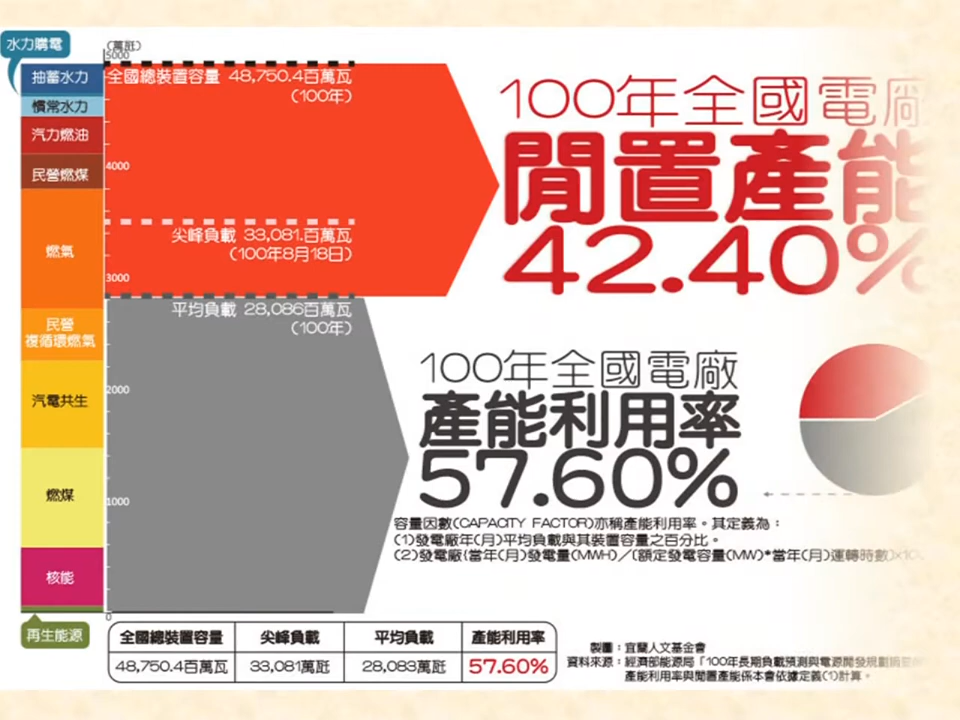 水力購電
(萬瓩)
5000
抽蓄水力
全國總裝置容量 48,750.4百萬瓦
(100年)
慣常水力
汽力燃油
民營燃煤
4000
燃氣
尖峰負載 33,081.百萬瓦
(100年8月18日)
3000
平均負載 28,086百萬瓦
(100年)
民營
複循環燃氣
2000
汽電共生
燃煤
1000
核能
0
再生能源
100年全國電廠
閒置產能
42.40%
100年全國電廠
產能利用率
57.60%
容量因數(CAPACITY FACTOR)亦稱產能利用率。其定義為：
(1)發電廠年(月)平均負載與其裝置容量之百分比。
(2)發電廠(當年(月)發電量(MWH)／(額定發電容量(MW)*當年(月)運轉時數)×
全國總裝置容量 尖峰負載 平均負載 產能利用率
48,750.4百萬瓦 33,081萬瓩 28,083萬瓩 57.60%
製圖：宜蘭人文基金會
資料來源：經濟部能源局「100年長期負載預測與電源開發規劃
產能利用率與閒置產能係本會依據定義(1)計算。